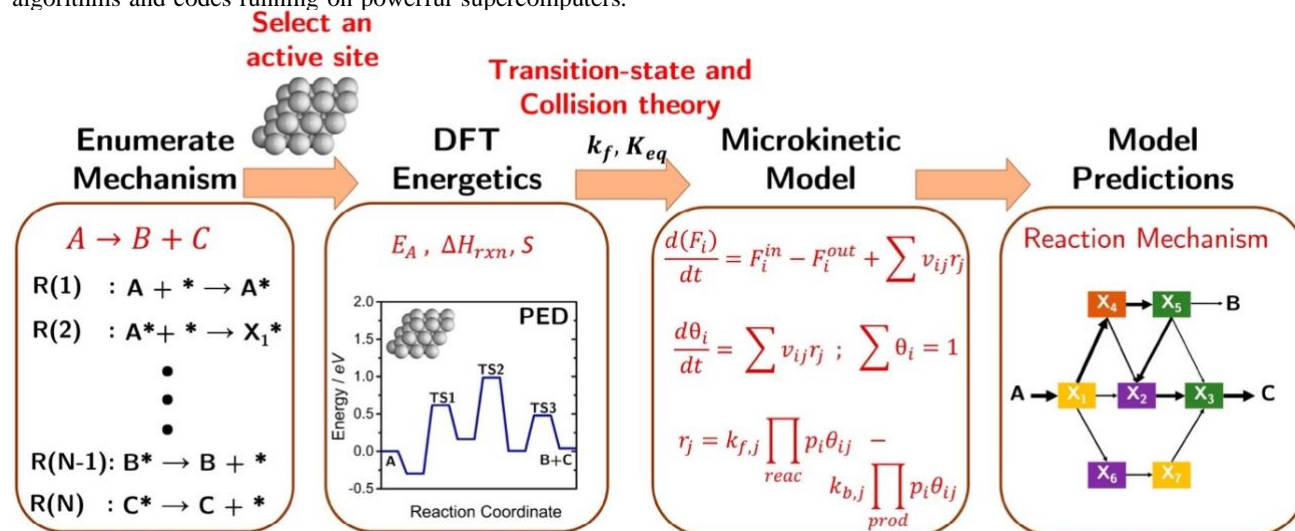 algorithms and codes running on powerful supercomputers.
Select an
active site
Transition-state and
Collision theory
Enumerate
Mechanism
DFT
Energetics
k_f, K_eq
Microkinetic
Model
Model
Predictions
A → B + C
R(1) : A + * → A*
R(2) : A*+ * → X₁*
R(N-1): B* → B + *
R(N) : C* → C + *
E_A , ΔH_rxn, S
Energy / eV
2.0
1.5
1.0
0.5
0.0
-0.5
PED
TS1
TS2
TS3
A
B+C
Reaction Coordinate
d(F_i)/dt = F_i^in − F_i^out + ∑ v_ij r_j
dθ_i/dt = ∑ v_ij r_j ; ∑ θ_i = 1
r_j = k_f,j ∏_reac p_i θ_ij −
k_b,j ∏_prod p_i θ_ij
Reaction Mechanism
X₄ X₅ B
A X₁ X₂ X₃ C
X₆ X₇